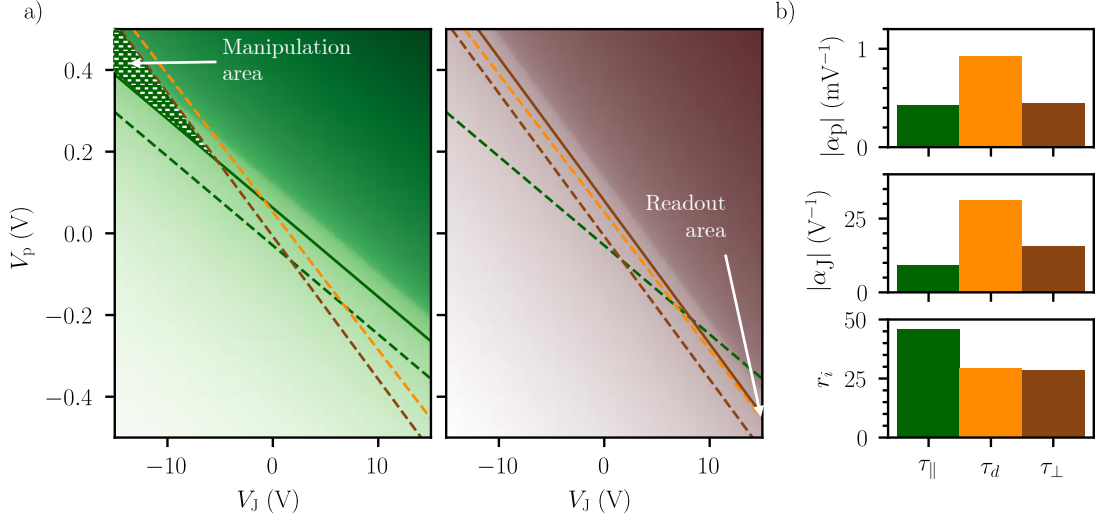 a)
b)
Manipulation
area
Readout
area
V_p (V)
0.4
0.2
0.0
−0.2
−0.4
−10
0
10
V_J (V)
−10
0
10
V_J (V)
|α_p| (mV⁻¹)
1
0
|α_J| (V⁻¹)
25
0
r_i
50
25
0
τ_∥
τ_d
τ_⊥